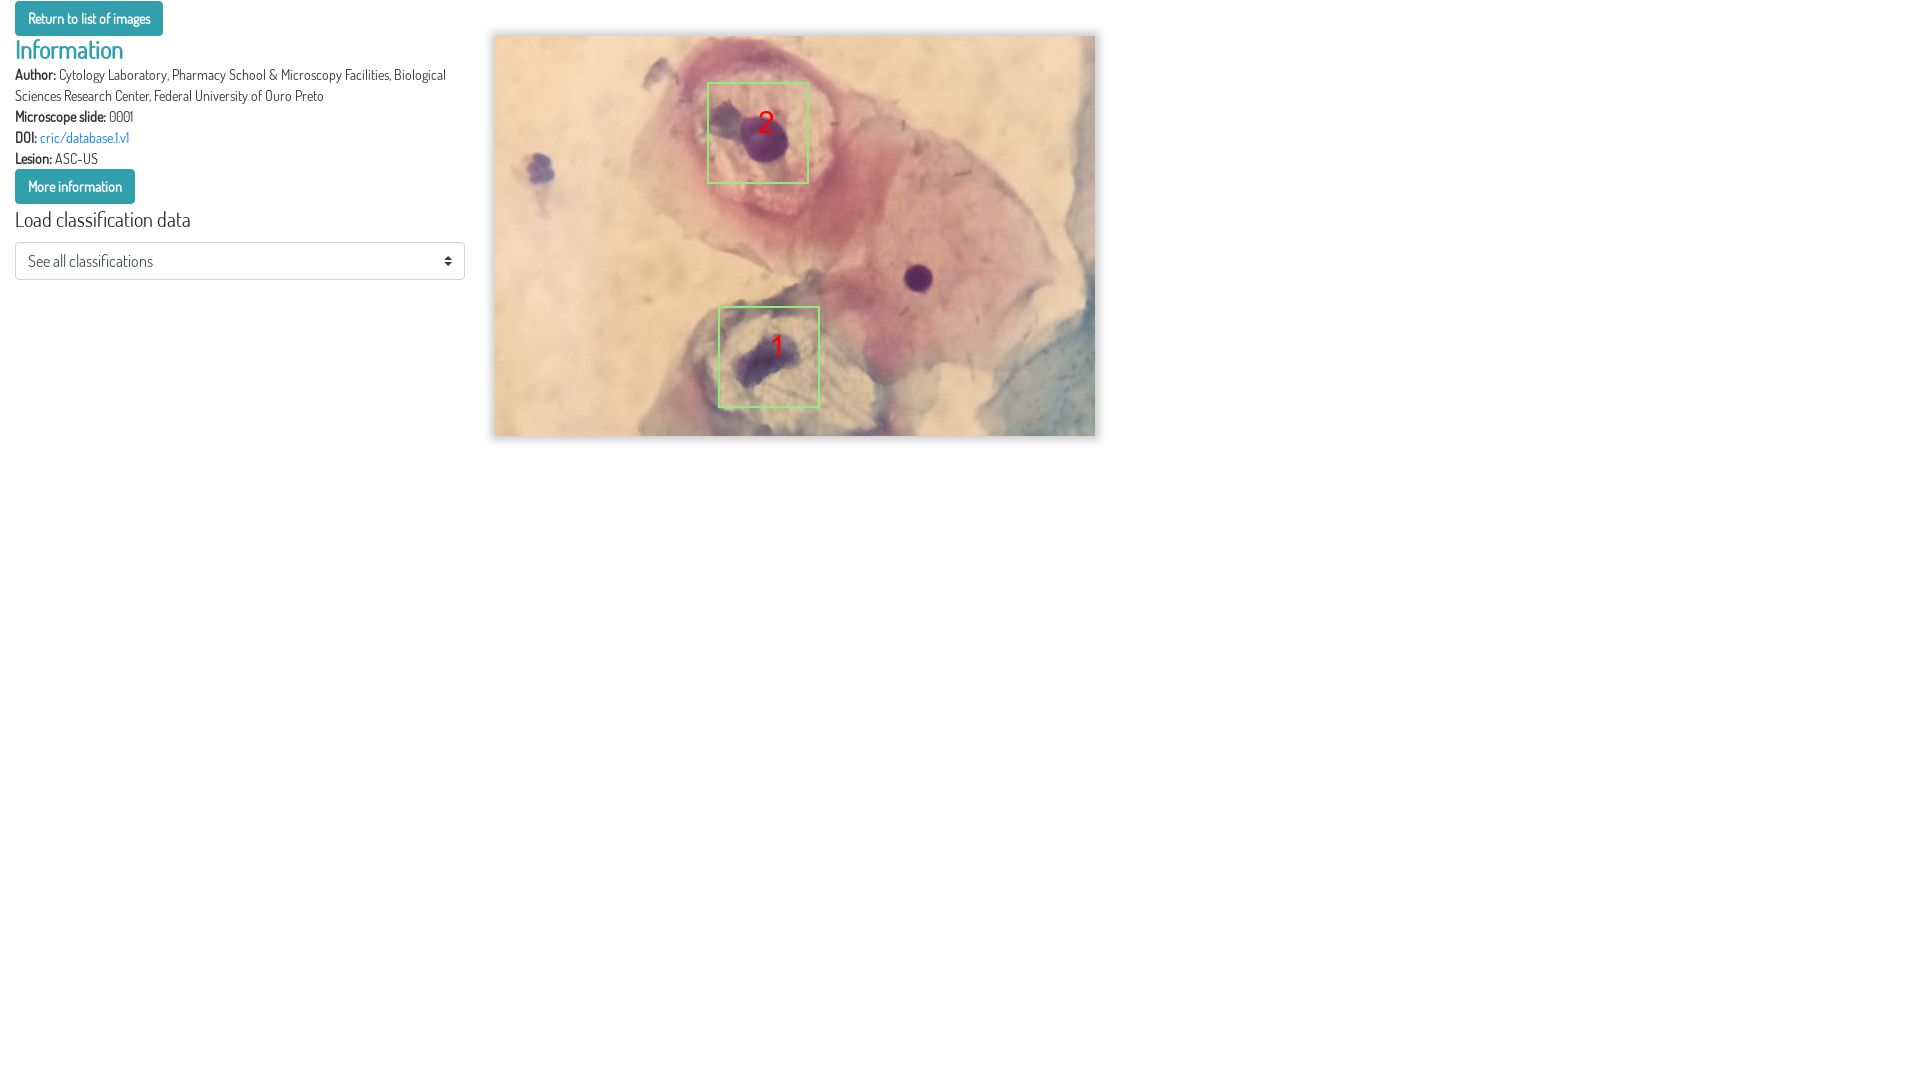 Return to list of images
Information
Author: Cytology Laboratory, Pharmacy School & Microscopy Facilities, Biological
Sciences Research Center, Federal University of Ouro Preto
Microscope slide: 0001
DOI: cric/database.1.v1
Lesion: ASC-US
More information
Load classification data
See all classifications
2
1